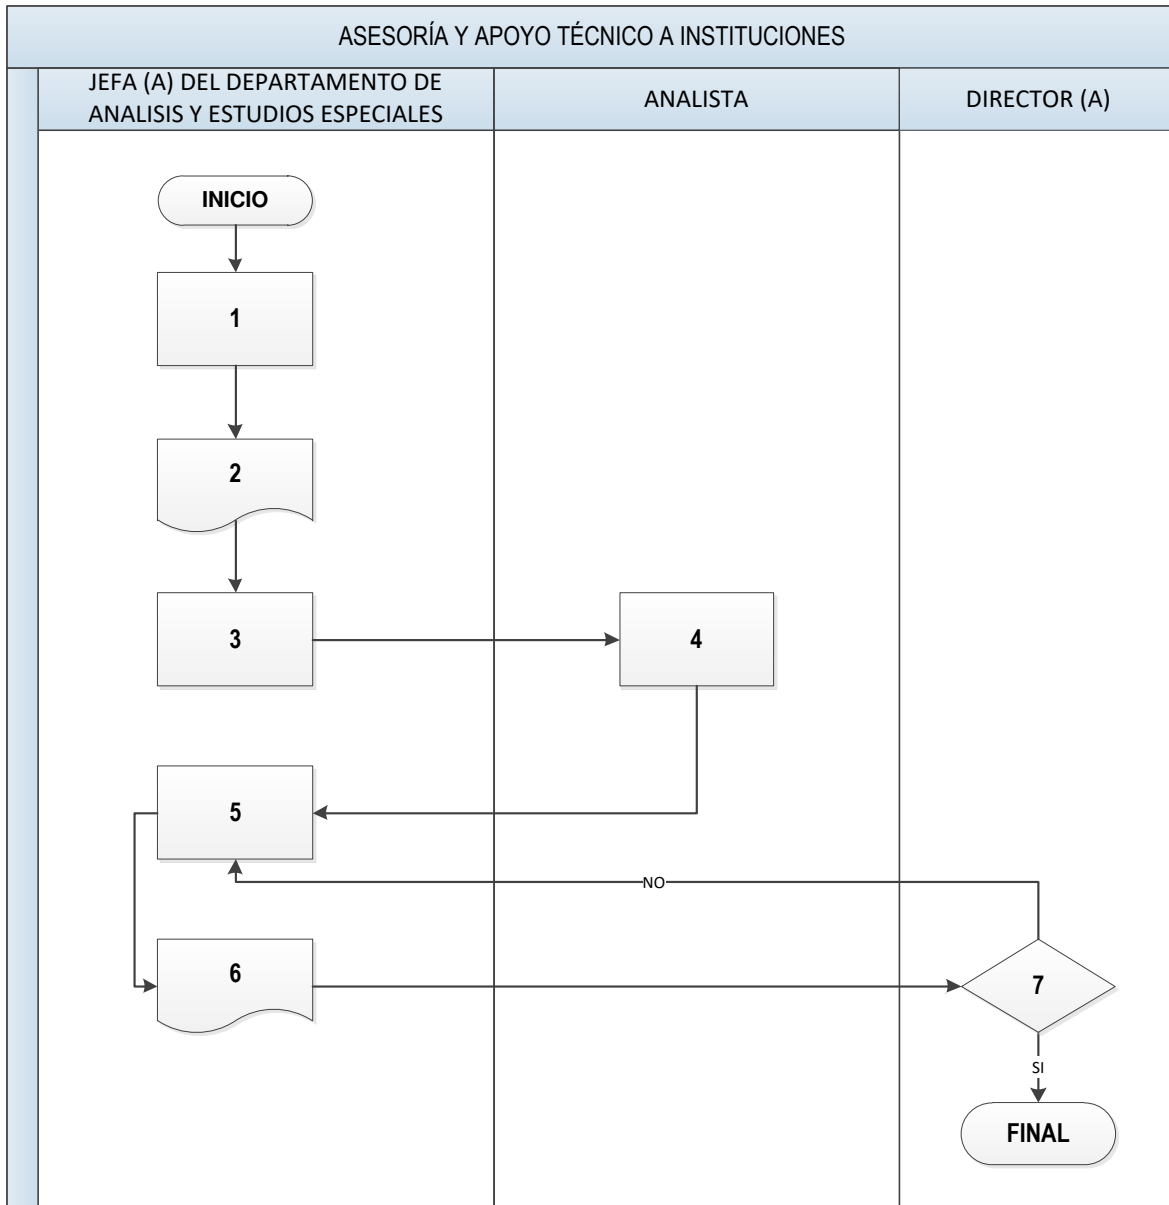 ASESORÍA Y APOYO TÉCNICO A INSTITUCIONES
JEFA (A) DEL DEPARTAMENTO DE
ANALISIS Y ESTUDIOS ESPECIALES
ANALISTA
DIRECTOR (A)
INICIO
1
2
3
4
5
NO
6
7
SI
FINAL